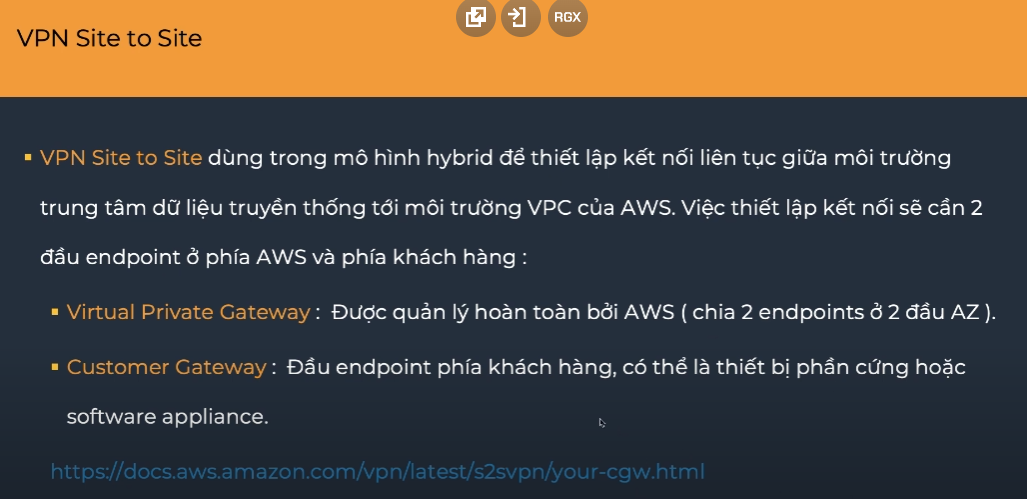 RGX
VPN Site to Site
VPN Site to Site dùng trong mô hình hybrid để thiết lập kết nối liên tục giữa môi trường
trung tâm dữ liệu truyền thống tới môi trường VPC của AWS. Việc thiết lập kết nối sẽ cần 2
đầu endpoint ở phía AWS và phía khách hàng :
Virtual Private Gateway : Được quản lý hoàn toàn bởi AWS ( chia 2 endpoints ở 2 đầu AZ ).
Customer Gateway : Đầu endpoint phía khách hàng, có thể là thiết bị phần cứng hoặc
software appliance.
https://docs.aws.amazon.com/vpn/latest/s2svpn/your-cgw.html